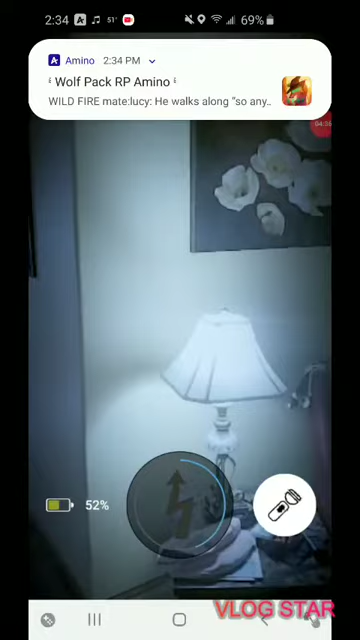 2:34 51° 69%
Amino 2:34 PM
Wolf Pack RP Amino
WILD FIRE mate:lucy: He walks along "so any..
52%
VLOG STAR